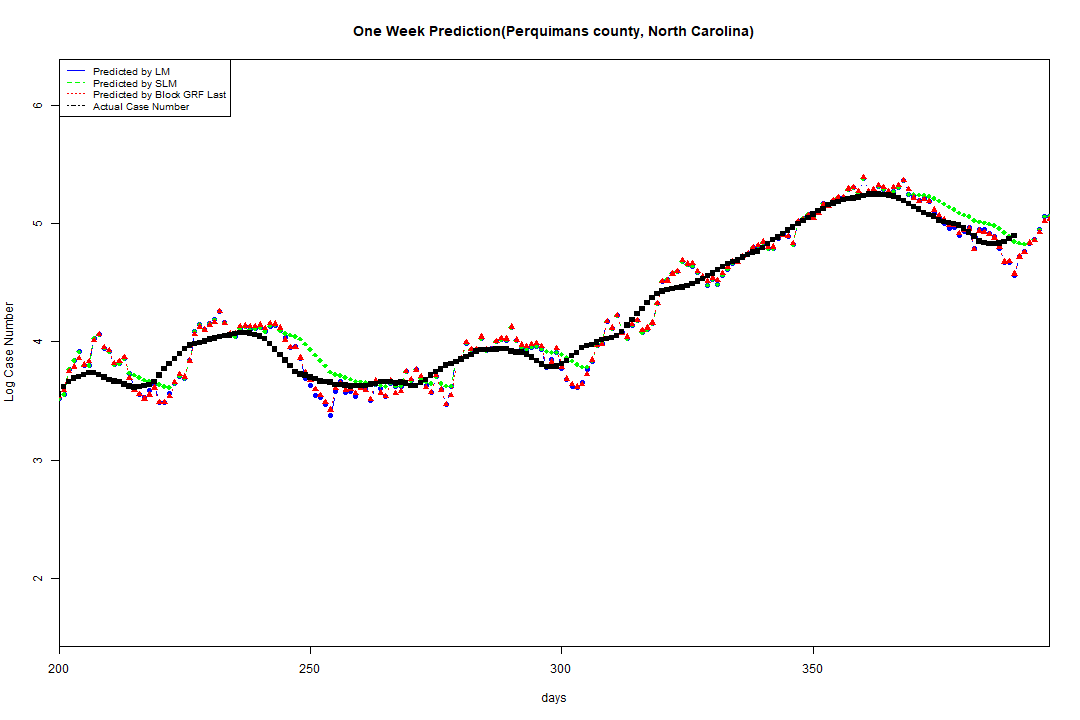 One Week Prediction(Perquimans county, North Carolina)
Predicted by LM
Predicted by SLM
Predicted by Block GRF Last
Actual Case Number
6
5
4
3
2
Log Case Number
200 250 300 350
days